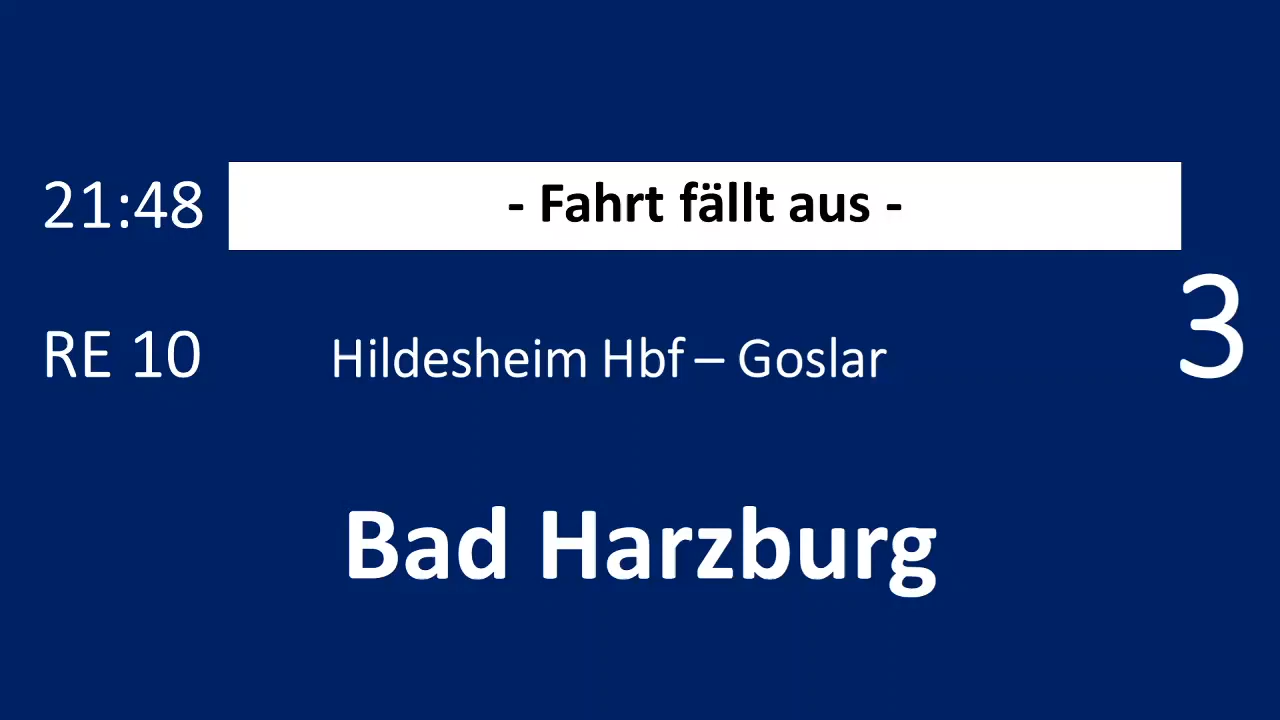 21:48 - Fahrt fällt aus -
3
RE 10 Hildesheim Hbf – Goslar
Bad Harzburg